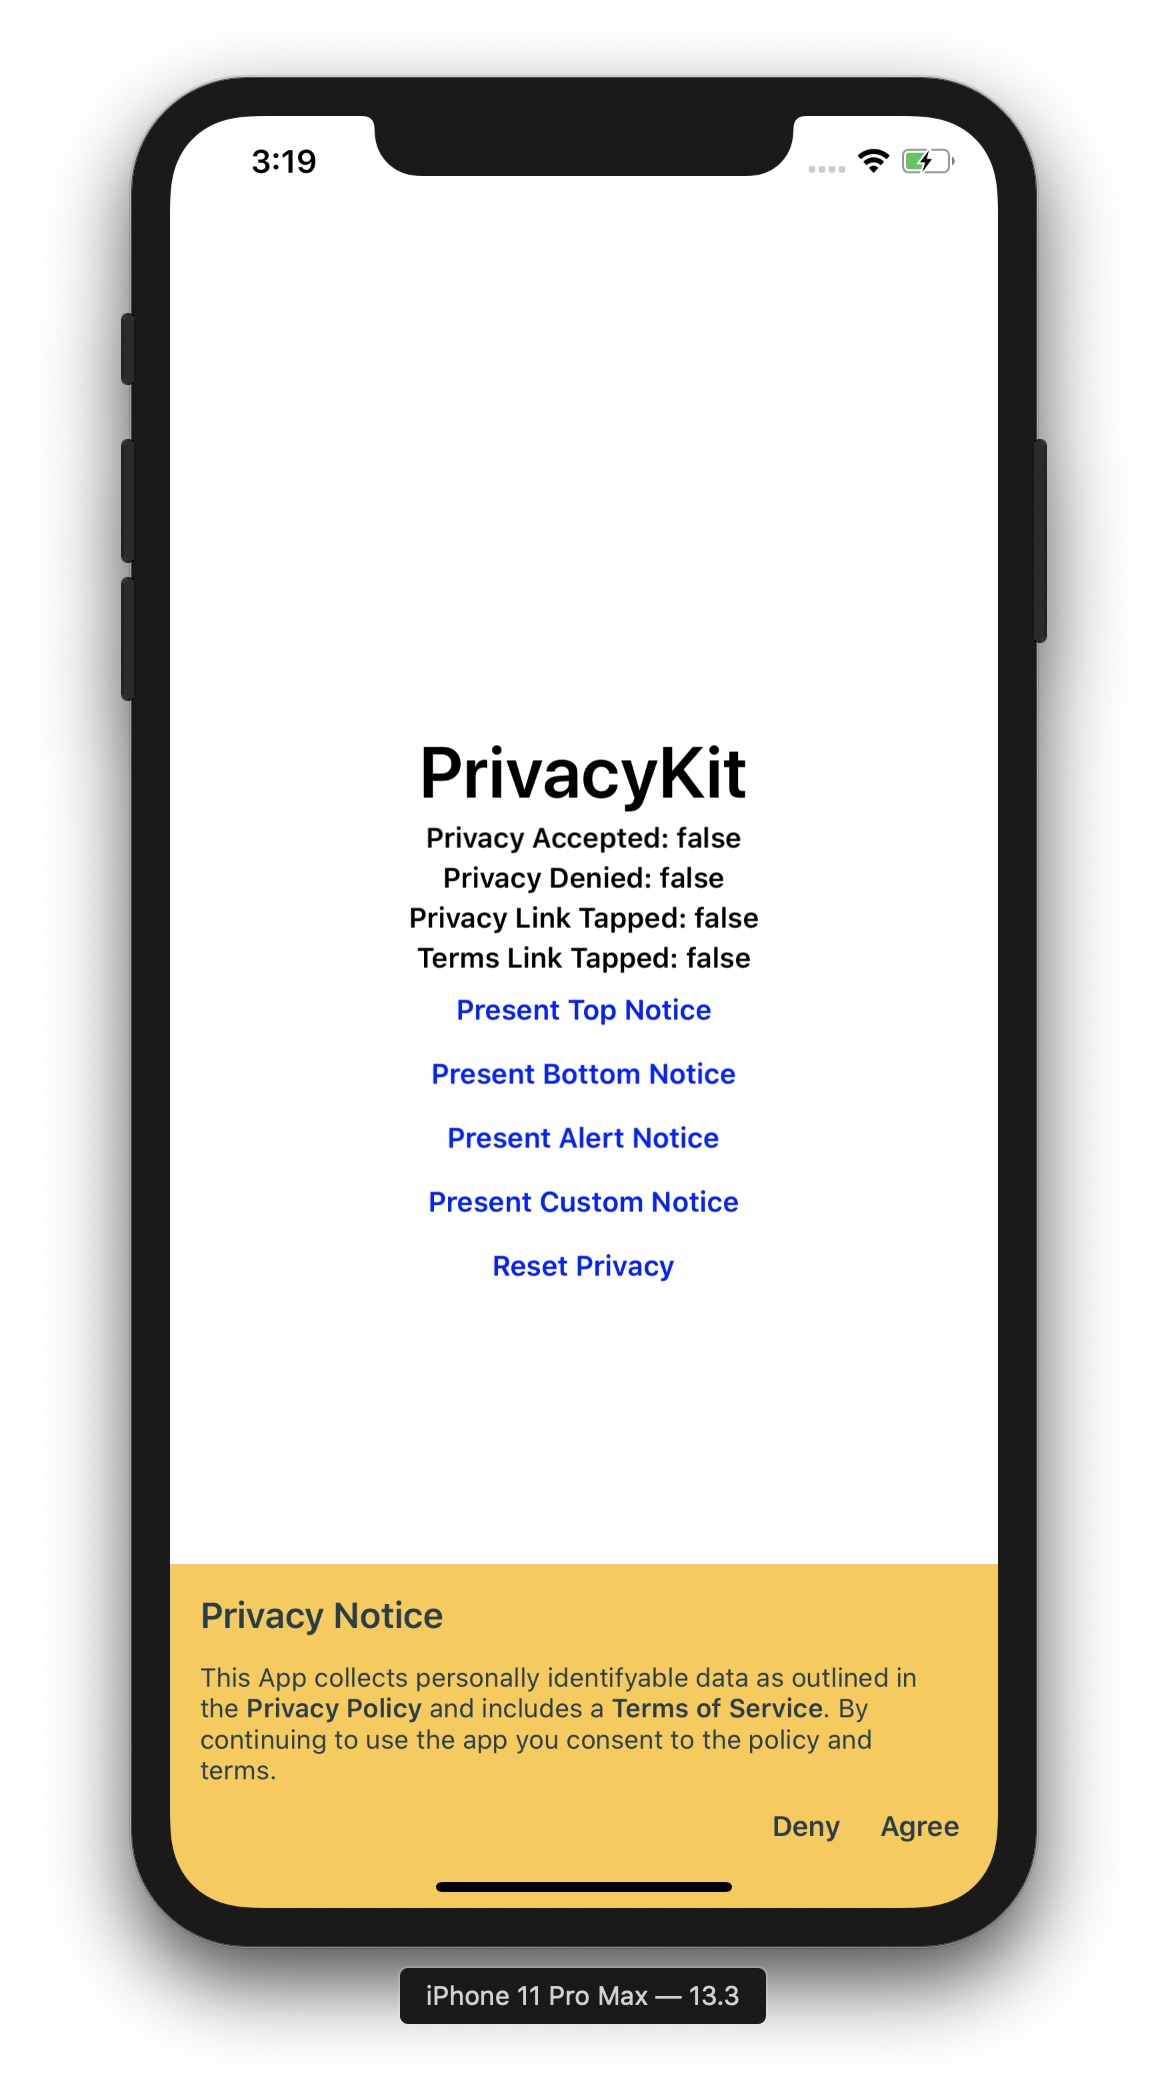 3:19
PrivacyKit
Privacy Accepted: false
Privacy Denied: false
Privacy Link Tapped: false
Terms Link Tapped: false
Present Top Notice
Present Bottom Notice
Present Alert Notice
Present Custom Notice
Reset Privacy
Privacy Notice
This App collects personally identifyable data as outlined in
the Privacy Policy and includes a Terms of Service. By
continuing to use the app you consent to the policy and
terms.
Deny Agree
iPhone 11 Pro Max — 13.3